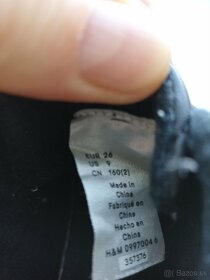 EUR 26
US 9
CN 160(2)
Made in
China
Fabriqué en
Chine
Hecho en
China
H&M 0997004 6
357376
Bazos.sk